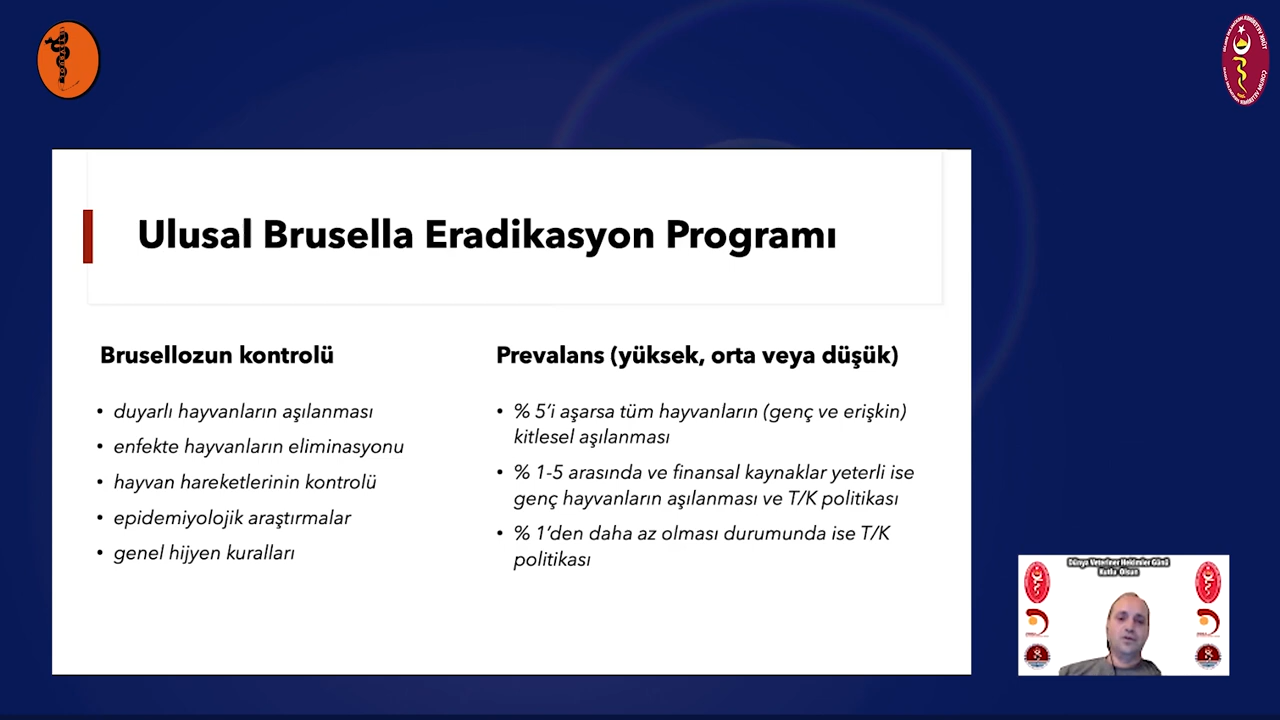 Ulusal Brusella Eradikasyon Programı
Brusellozun kontrolü
• duyarlı hayvanların aşılanması
• enfekte hayvanların eliminasyonu
• hayvan hareketlerinin kontrolü
• epidemiyolojik araştırmalar
• genel hijyen kuralları
Prevalans (yüksek, orta veya düşük)
• % 5’i aşarsa tüm hayvanların (genç ve erişkin)
kitlesel aşılanması
• % 1-5 arasında ve finansal kaynaklar yeterli ise
genç hayvanların aşılanması ve T/K politikası
• % 1’den daha az olması durumunda ise T/K
politikası
Dünya Veteriner Hekimler Günü
Kutlu Olsun